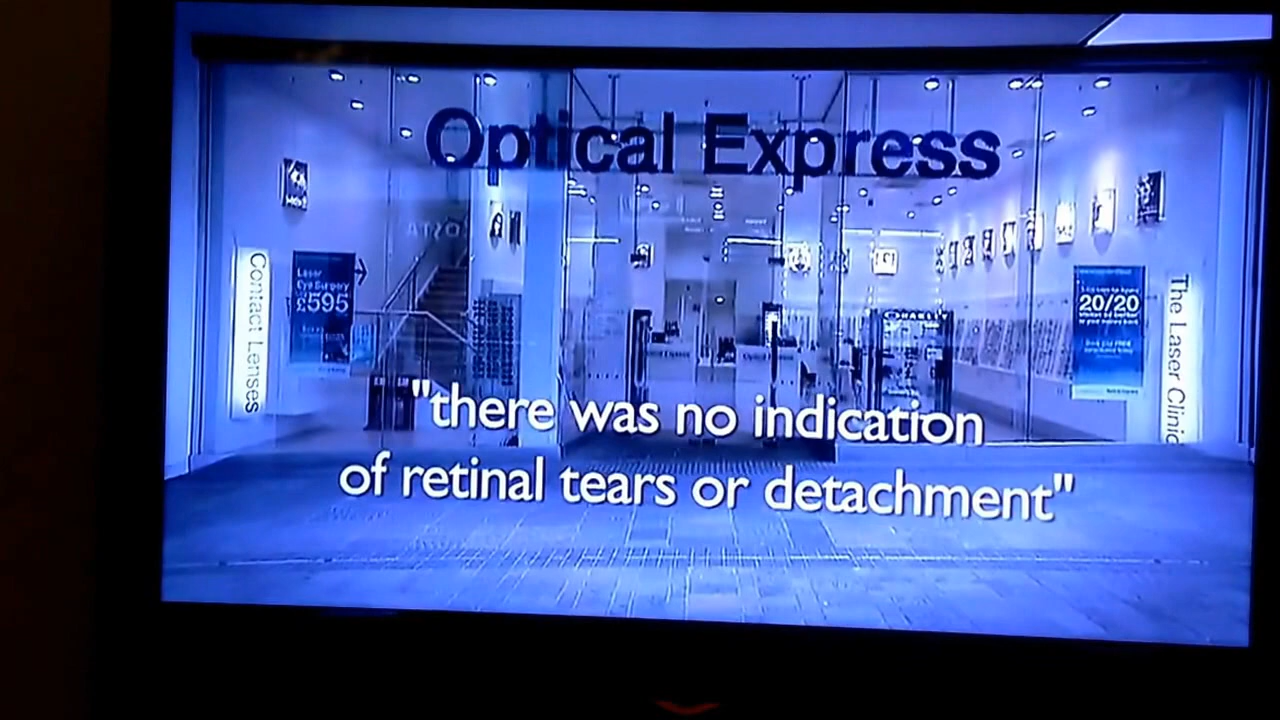 Optical Express
Contact Lenses
Laser
Eye Surgery
£595
20/20
The Laser Clinic
OAKLEY
"there was no indication
of retinal tears or detachment"